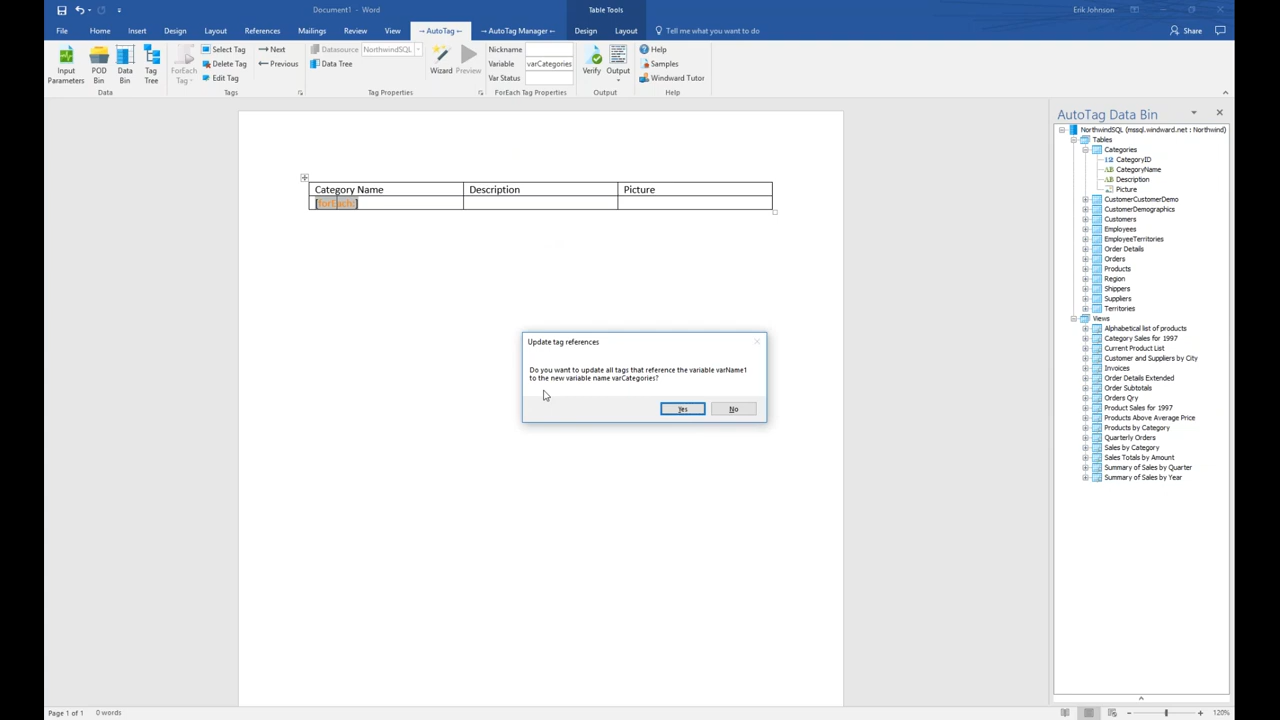 Document1 - Word
Table Tools
Erik Johnson
File Home Insert Design Layout References Mailings Review View → AutoTag ← → AutoTag Manager ← Design Layout Tell me what you want to do Share
Input Parameters
POD Bin
Data Bin
Tag Tree
Data
ForEach Tag
Select Tag
Delete Tag
Edit Tag
Next
Previous
Tags
Datasource NorthwindSQL
Data Tree
Wizard
Preview
Tag Properties
Nickname
Variable varCategories
Var Status
ForEach Tag Properties
Verify
Output
Output
Help
Samples
Windward Tutor
Help
AutoTag Data Bin
NorthwindSQL (mssql.windward.net : Northwind)
Tables
Categories
CategoryID
CategoryName
Description
Picture
CustomerCustomerDemo
CustomerDemographics
Customers
Employees
EmployeeTerritories
Order Details
Orders
Products
Region
Shippers
Suppliers
Territories
Views
Alphabetical list of products
Category Sales for 1997
Current Product List
Customer and Suppliers by City
Invoices
Order Details Extended
Order Subtotals
Orders Qry
Product Sales for 1997
Products Above Average Price
Products by Category
Quarterly Orders
Sales by Category
Sales Totals by Amount
Summary of Sales by Quarter
Summary of Sales by Year
Category Name Description Picture
[forEach:]
Update tag references
Do you want to update all tags that reference the variable varName1
to the new variable name varCategories?
Yes No
Page 1 of 1 0 words
120%